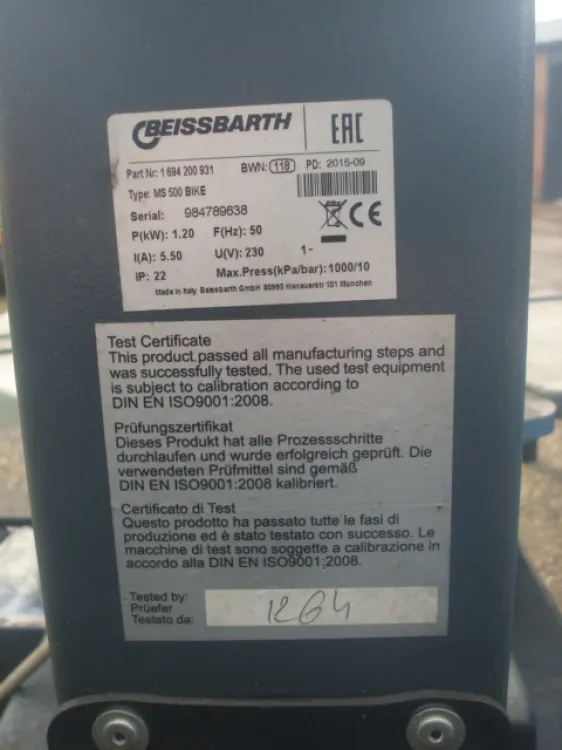 BEISSBARTH
EAC
Part Nr: 1 694 200 931 BWN: 118 PD: 2015-09
Type: MS 500 BIKE
Serial: 984789638
CE
P(kW): 1.20 F(Hz): 50
I(A): 5.50 U(V): 230 1~
IP: 22 Max.Press(kPa/bar): 1000/10
Made in Italy Beissbarth GmbH 80993 Hanauerstr 101 Munchen
Test Certificate
This product passed all manufacturing steps and
was successfully tested. The used test equipment
is subject to calibration according to
DIN EN ISO9001:2008.
Prüfungszertifikat
Dieses Produkt hat alle Prozessschritte
durchlaufen und wurde erfolgreich geprüft. Die
verwendeten Prüfmittel sind gemäß
DIN EN ISO9001:2008 kalibriert.
Certificato di Test
Questo prodotto ha passato tutte le fasi di
produzione ed è stato testato con successo. Le
macchine di test sono soggette a calibrazione in
accordo alla DIN EN ISO9001:2008.
Tested by:
Prüefer
Testato da:
1264